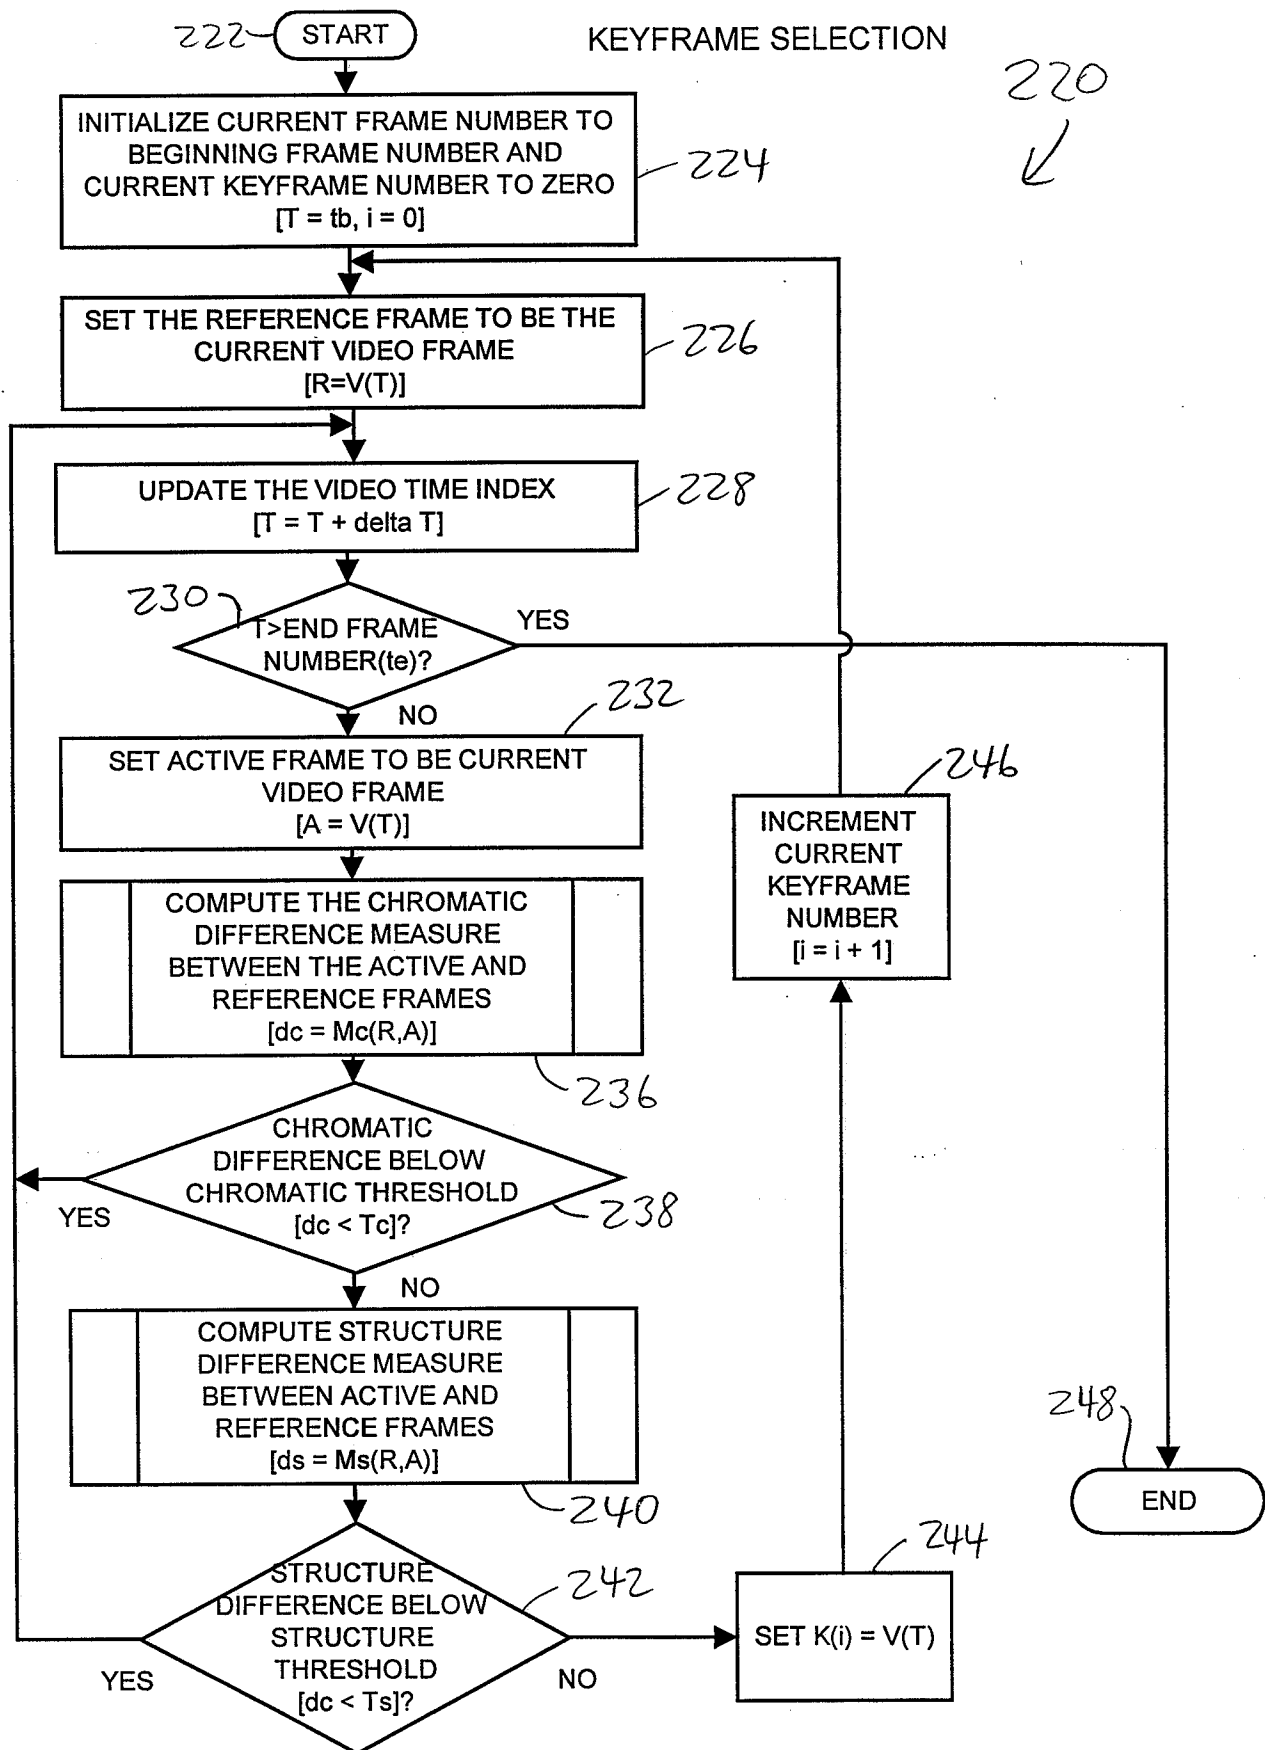 222
START
KEYFRAME SELECTION
220
INITIALIZE CURRENT FRAME NUMBER TO
BEGINNING FRAME NUMBER AND
CURRENT KEYFRAME NUMBER TO ZERO
[T = tb, i = 0]
224
SET THE REFERENCE FRAME TO BE THE
CURRENT VIDEO FRAME
[R=V(T)]
226
UPDATE THE VIDEO TIME INDEX
[T = T + delta T]
228
230
T>END FRAME
NUMBER(te)?
YES
NO
232
SET ACTIVE FRAME TO BE CURRENT
VIDEO FRAME
[A = V(T)]
246
INCREMENT
CURRENT
KEYFRAME
NUMBER
[i = i + 1]
COMPUTE THE CHROMATIC
DIFFERENCE MEASURE
BETWEEN THE ACTIVE AND
REFERENCE FRAMES
[dc = Mc(R,A)]
236
CHROMATIC
DIFFERENCE BELOW
CHROMATIC THRESHOLD
[dc < Tc]?
238
YES
NO
COMPUTE STRUCTURE
DIFFERENCE MEASURE
BETWEEN ACTIVE AND
REFERENCE FRAMES
[ds = Ms(R,A)]
240
248
END
STRUCTURE
DIFFERENCE BELOW
STRUCTURE
THRESHOLD
[dc < Ts]?
242
YES
NO
244
SET K(i) = V(T)